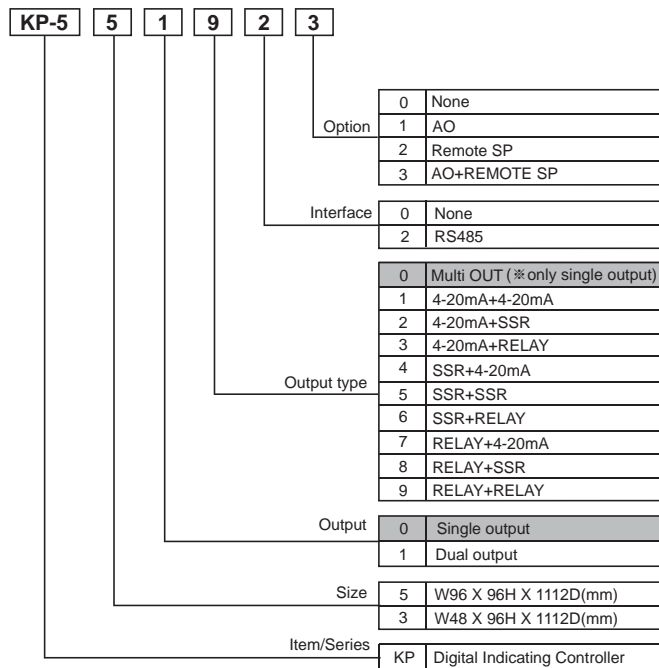 KP-5 5 1 9 2 3
Option
0 None
1 AO
2 Remote SP
3 AO+REMOTE SP
Interface
0 None
2 RS485
Output type
0 Multi OUT (※only single output)
1 4-20mA+4-20mA
2 4-20mA+SSR
3 4-20mA+RELAY
4 SSR+4-20mA
5 SSR+SSR
6 SSR+RELAY
7 RELAY+4-20mA
8 RELAY+SSR
9 RELAY+RELAY
Output
0 Single output
1 Dual output
Size
5 W96 X 96H X 1112D(mm)
3 W48 X 96H X 1112D(mm)
Item/Series
KP Digital Indicating Controller